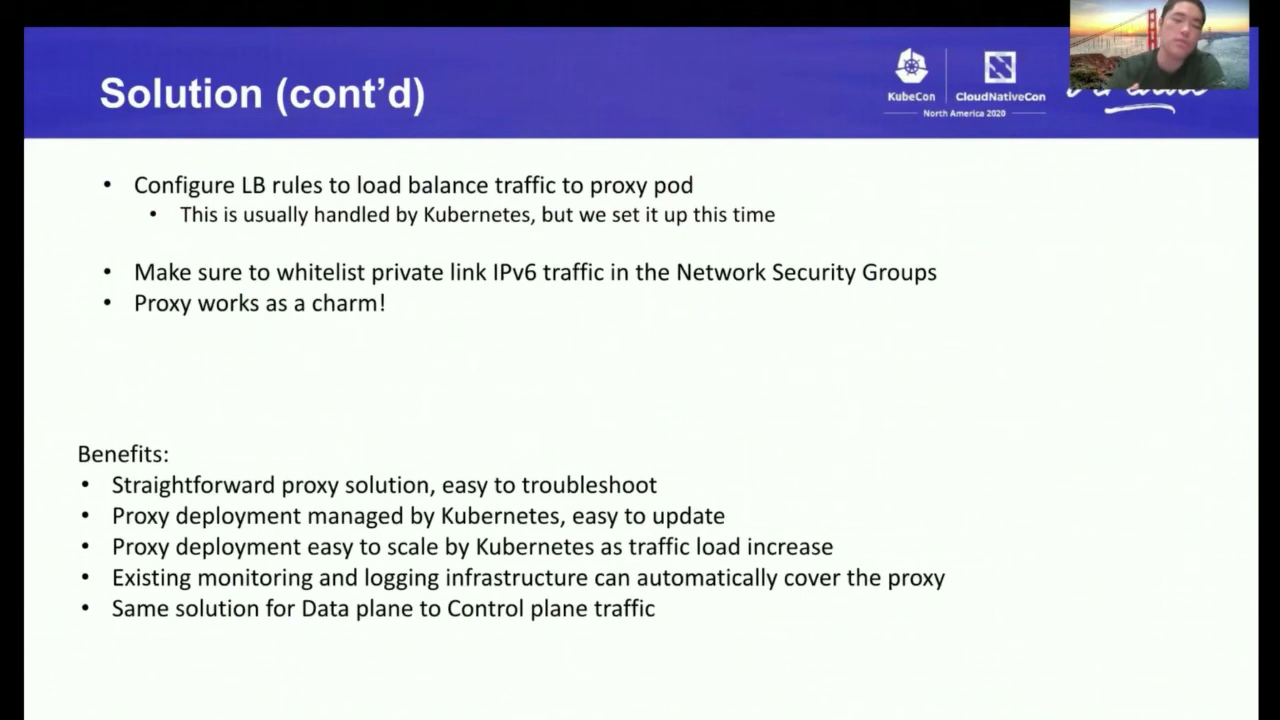 Solution (cont’d)
KubeCon
CloudNativeCon
North America 2020
• Configure LB rules to load balance traffic to proxy pod
• This is usually handled by Kubernetes, but we set it up this time
• Make sure to whitelist private link IPv6 traffic in the Network Security Groups
• Proxy works as a charm!
Benefits:
• Straightforward proxy solution, easy to troubleshoot
• Proxy deployment managed by Kubernetes, easy to update
• Proxy deployment easy to scale by Kubernetes as traffic load increase
• Existing monitoring and logging infrastructure can automatically cover the proxy
• Same solution for Data plane to Control plane traffic